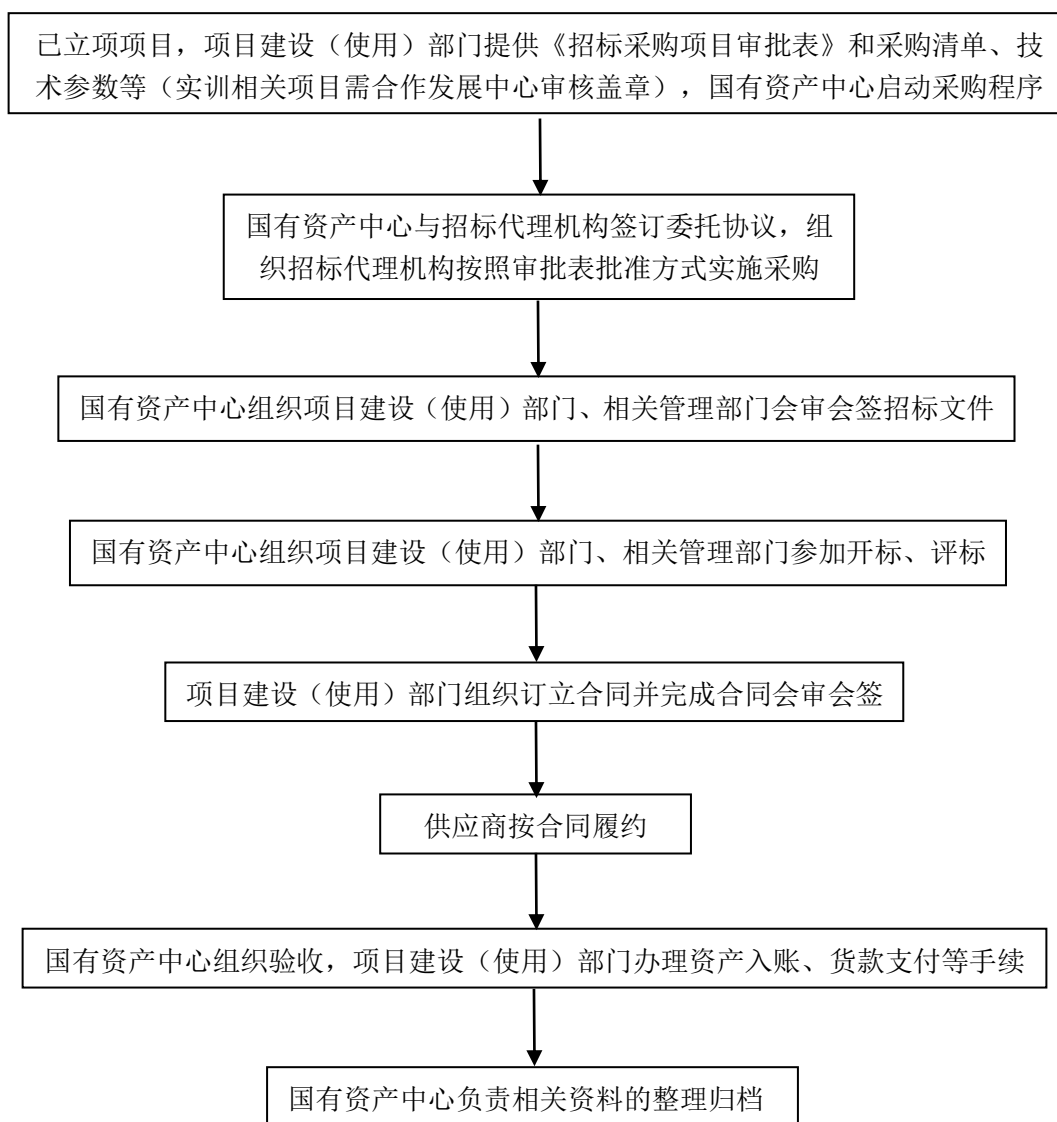 已立项项目，项目建设（使用）部门提供《招标采购项目审批表》和采购清单、技
术参数等（实训相关项目需合作发展中心审核盖章），国有资产中心启动采购程序
国有资产中心与招标代理机构签订委托协议，组
织招标代理机构按照审批表批准方式实施采购
国有资产中心组织项目建设（使用）部门、相关管理部门会审会签招标文件
国有资产中心组织项目建设（使用）部门、相关管理部门参加开标、评标
项目建设（使用）部门组织订立合同并完成合同会审会签
供应商按合同履约
国有资产中心组织验收，项目建设（使用）部门办理资产入账、货款支付等手续
国有资产中心负责相关资料的整理归档